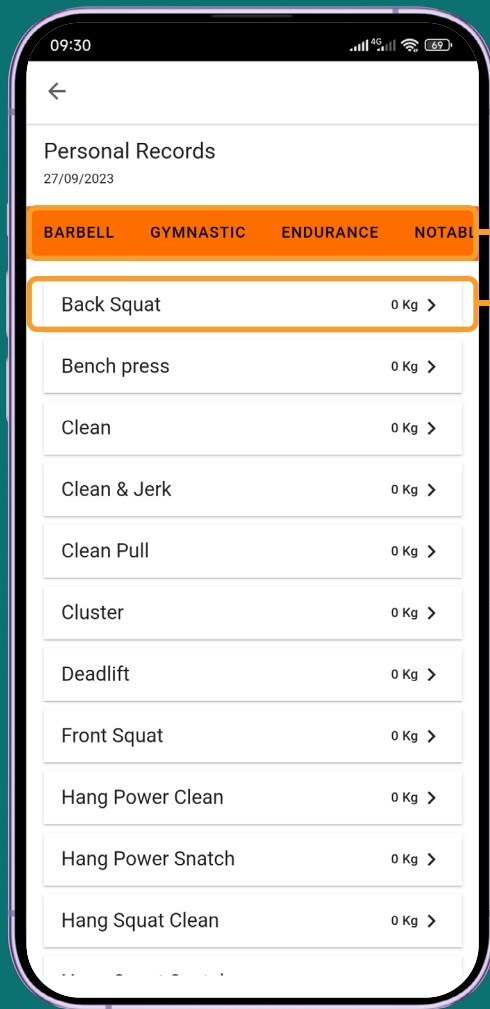 09:30 4G 69
Personal Records
27/09/2023
BARBELL GYMNASTIC ENDURANCE NOTABL
Back Squat 0 Kg
Bench press 0 Kg
Clean 0 Kg
Clean & Jerk 0 Kg
Clean Pull 0 Kg
Cluster 0 Kg
Deadlift 0 Kg
Front Squat 0 Kg
Hang Power Clean 0 Kg
Hang Power Snatch 0 Kg
Hang Squat Clean 0 Kg